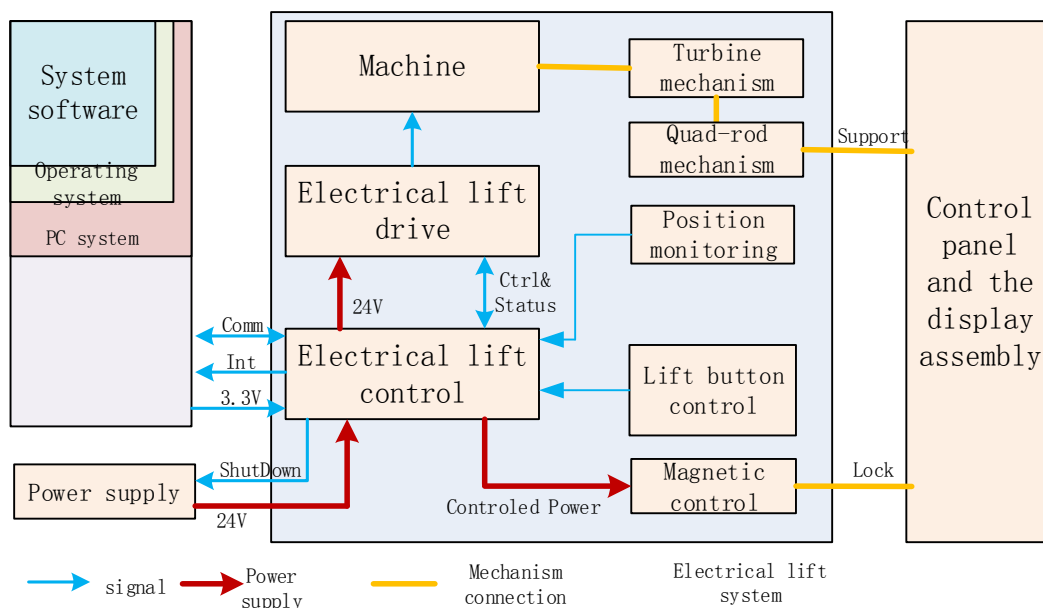 System
software
Operating
system
PC system
Machine
Turbine
mechanism
Quad-rod
mechanism
Support
Electrical lift
drive
Position
monitoring
Control
panel
and the
display
assembly
24V
Ctrl&
Status
Comm
Int
3.3V
Electrical lift
control
Lift button
control
ShutDown
Power supply
24V
Controled Power
Magnetic
control
Lock
signal
Power
supply
Mechanism
connection
Electrical lift
system